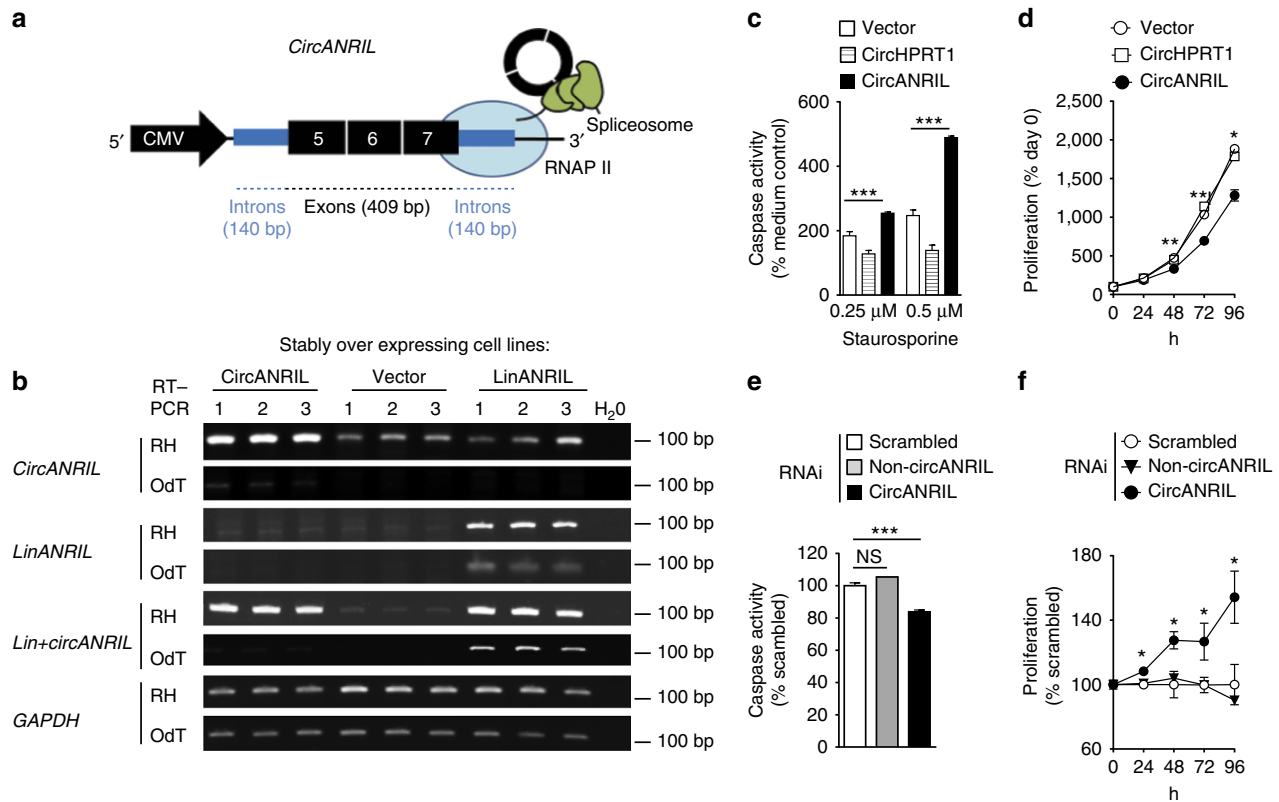 a
CircANRIL
5′ CMV 5 6 7 3′
Spliceosome
RNAP II
Introns
(140 bp)
Exons (409 bp)
Introns
(140 bp)
b
Stably over expressing cell lines:
RT–
PCR
CircANRIL Vector LinANRIL
1 2 3 1 2 3 1 2 3 H20
CircANRIL
RH 100 bp
OdT 100 bp
LinANRIL
RH 100 bp
OdT 100 bp
Lin+circANRIL
RH 100 bp
OdT 100 bp
GAPDH
RH 100 bp
OdT 100 bp
c
Vector
CircHPRT1
CircANRIL
Caspase activity
(% medium control)
600
400
200
0
***
***
0.25 μM 0.5 μM
Staurosporine
d
Vector
CircHPRT1
CircANRIL
Proliferation (% day 0)
2,500
2,000
1,500
1,000
500
0
**
**
*
0 24 48 72 96
h
e
RNAi
Scrambled
Non-circANRIL
CircANRIL
Caspase activity
(% scambled)
120
100
80
60
40
20
0
***
NS
f
RNAi
Scrambled
Non-circANRIL
CircANRIL
Proliferation
(% scrambled)
180
140
100
60
*
*
*
*
0 24 48 72 96
h